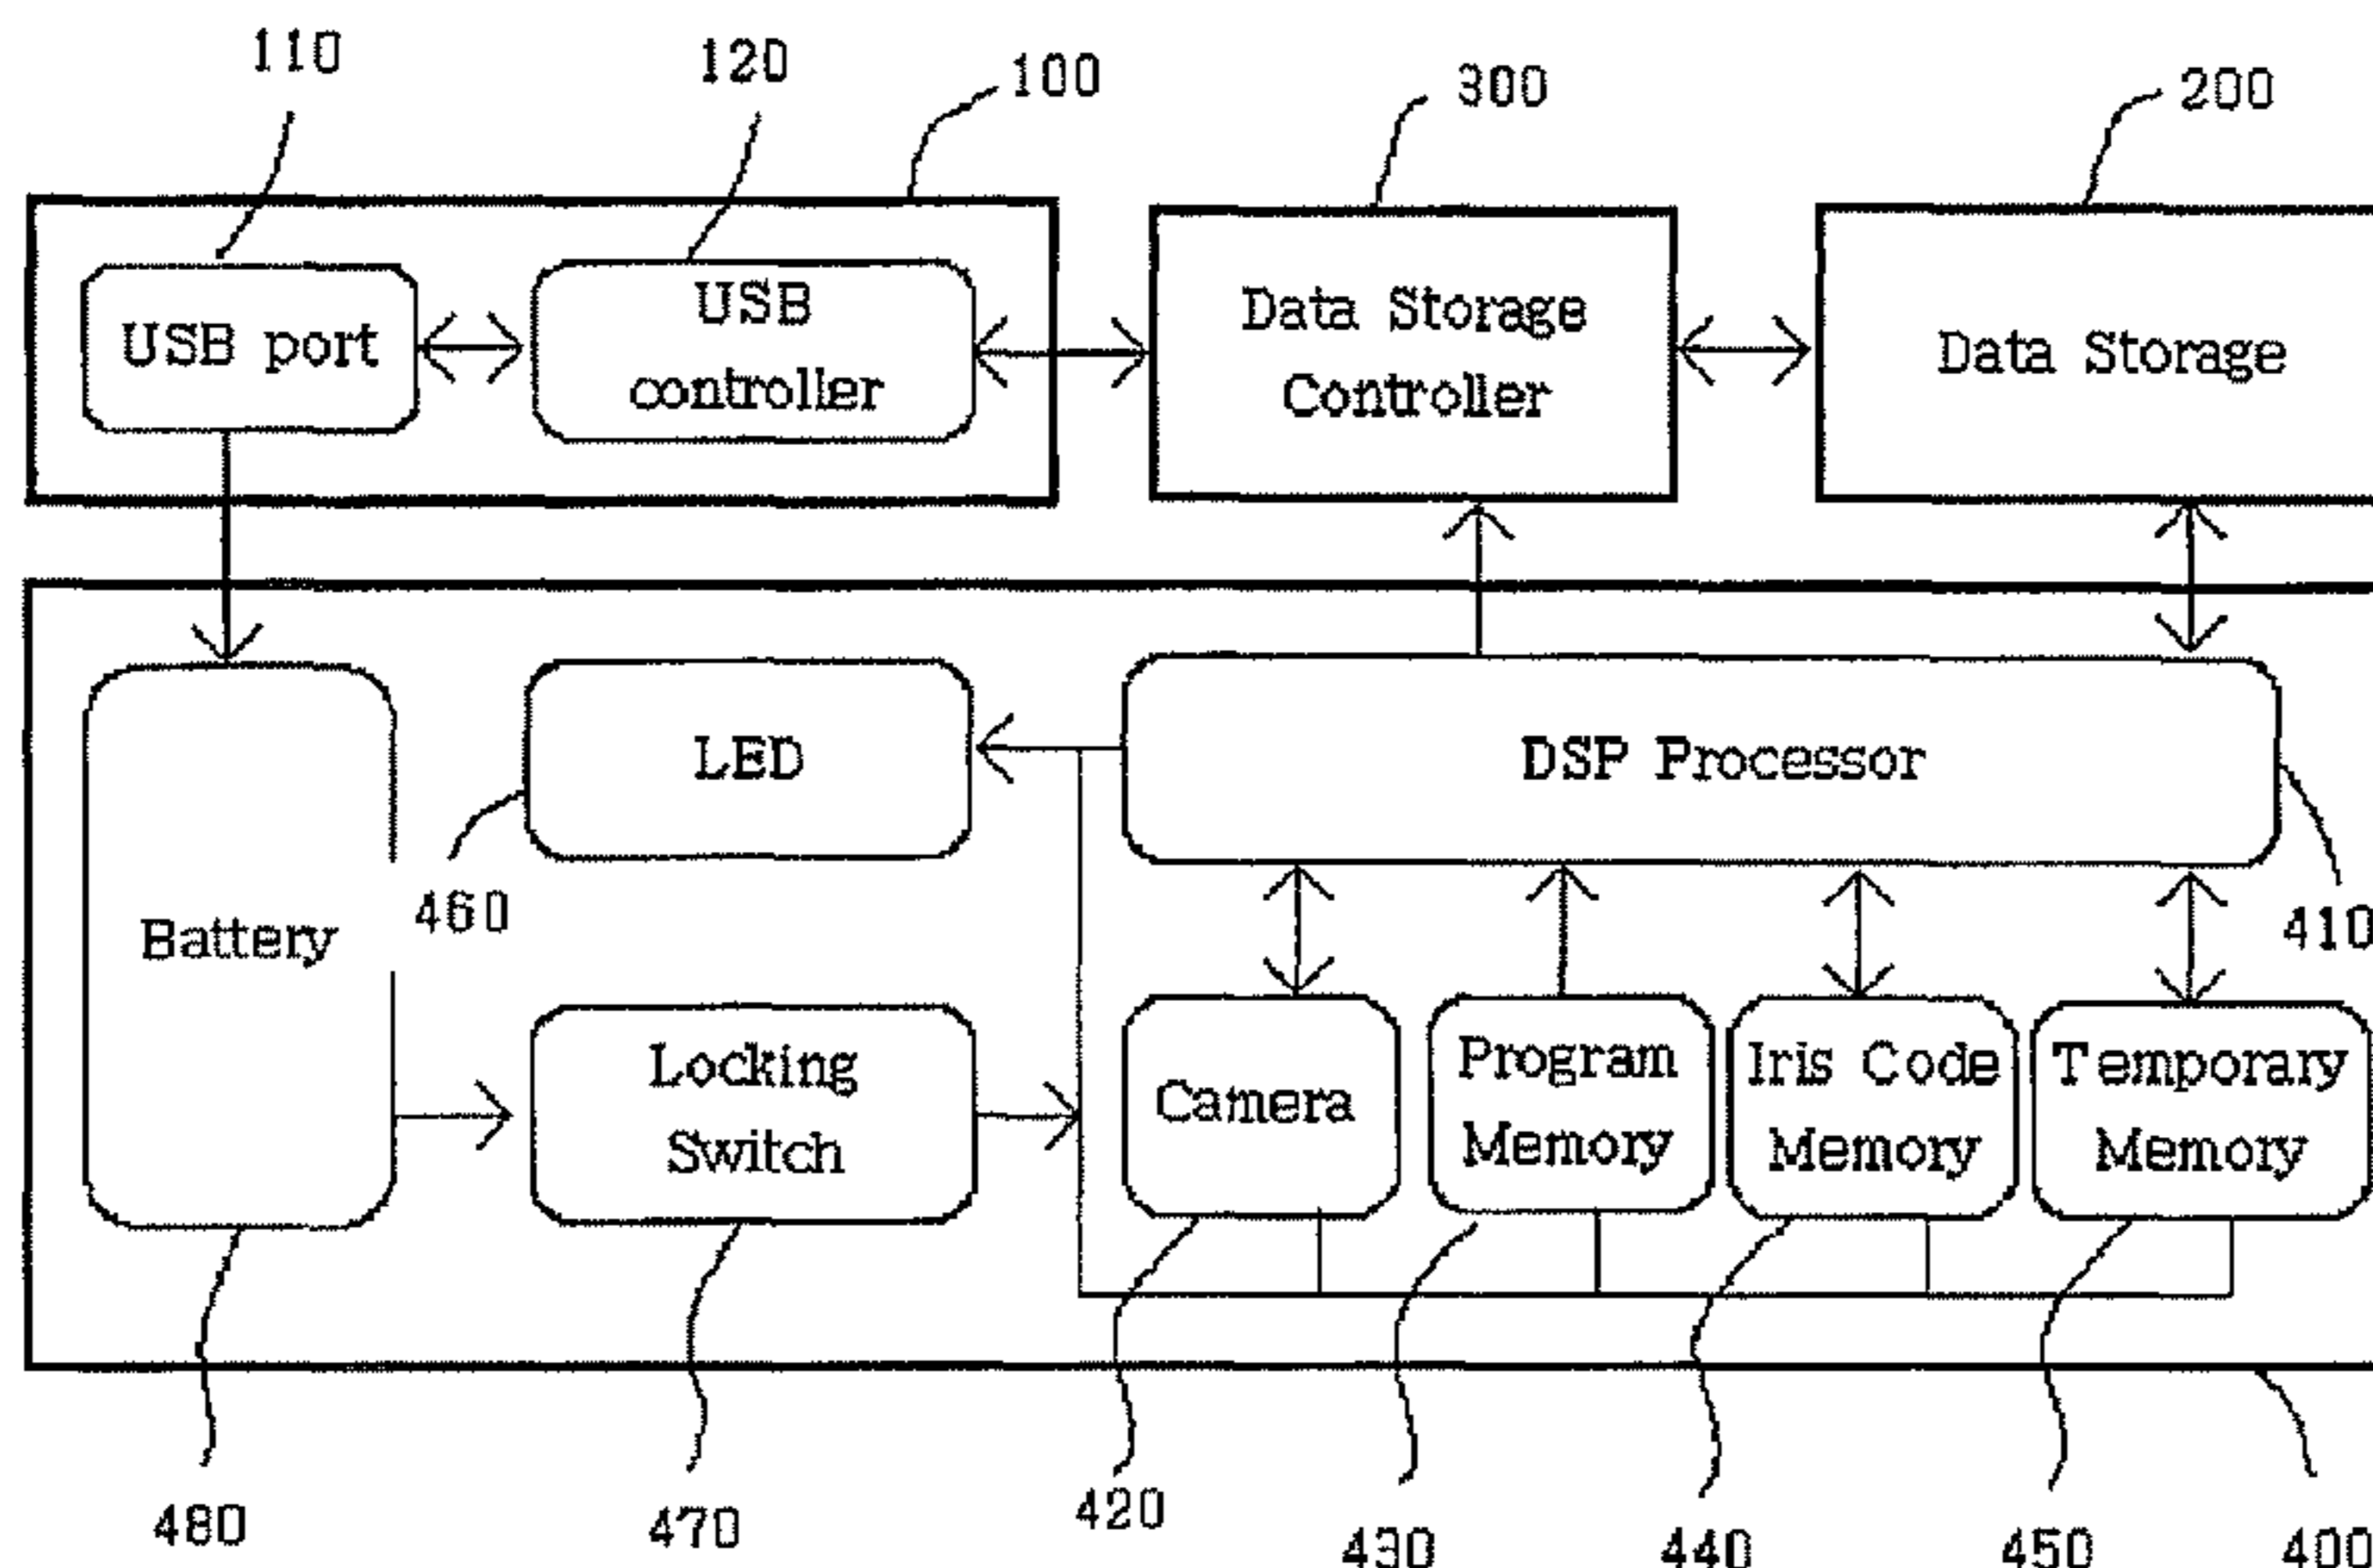 110
120
100
300
200
USB port
USB
controller
Data Storage
Controller
Data Storage
LED
DSP Processor
460
410
Battery
Locking
Switch
Camera
Program
Memory
Iris Code
Memory
Temporary
Memory
480
470
420
430
440
450
400